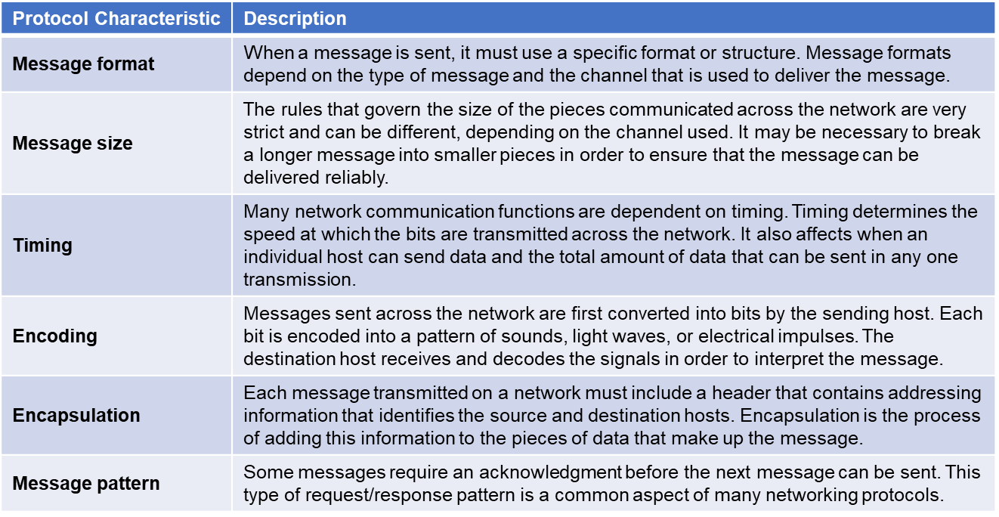 Protocol Characteristic Description
Message format
When a message is sent, it must use a specific format or structure. Message formats
depend on the type of message and the channel that is used to deliver the message.
Message size
The rules that govern the size of the pieces communicated across the network are very
strict and can be different, depending on the channel used. It may be necessary to break
a longer message into smaller pieces in order to ensure that the message can be
delivered reliably.
Timing
Many network communication functions are dependent on timing. Timing determines the
speed at which the bits are transmitted across the network. It also affects when an
individual host can send data and the total amount of data that can be sent in any one
transmission.
Encoding
Messages sent across the network are first converted into bits by the sending host. Each
bit is encoded into a pattern of sounds, light waves, or electrical impulses. The
destination host receives and decodes the signals in order to interpret the message.
Encapsulation
Each message transmitted on a network must include a header that contains addressing
information that identifies the source and destination hosts. Encapsulation is the process
of adding this information to the pieces of data that make up the message.
Message pattern
Some messages require an acknowledgment before the next message can be sent. This
type of request/response pattern is a common aspect of many networking protocols.